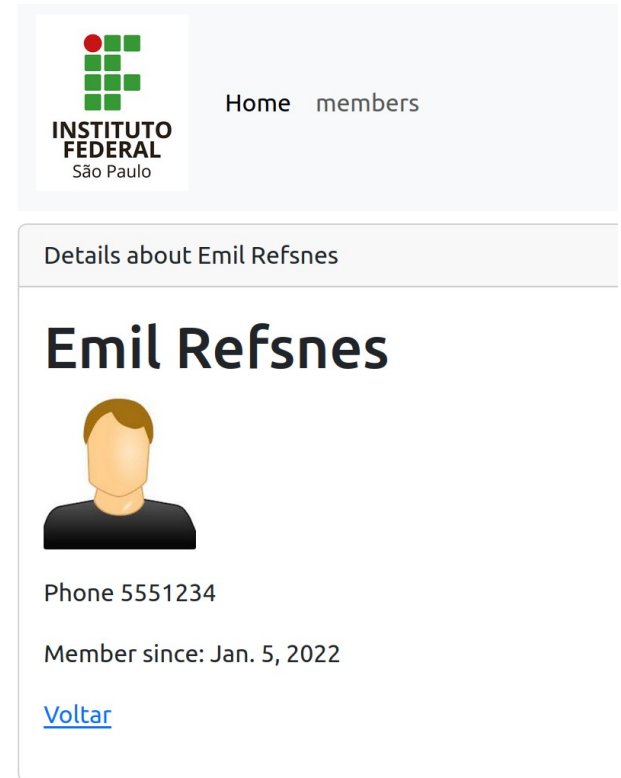 INSTITUTO
FEDERAL
São Paulo
Home members
Details about Emil Refsnes
Emil Refsnes
Phone 5551234
Member since: Jan. 5, 2022
Voltar